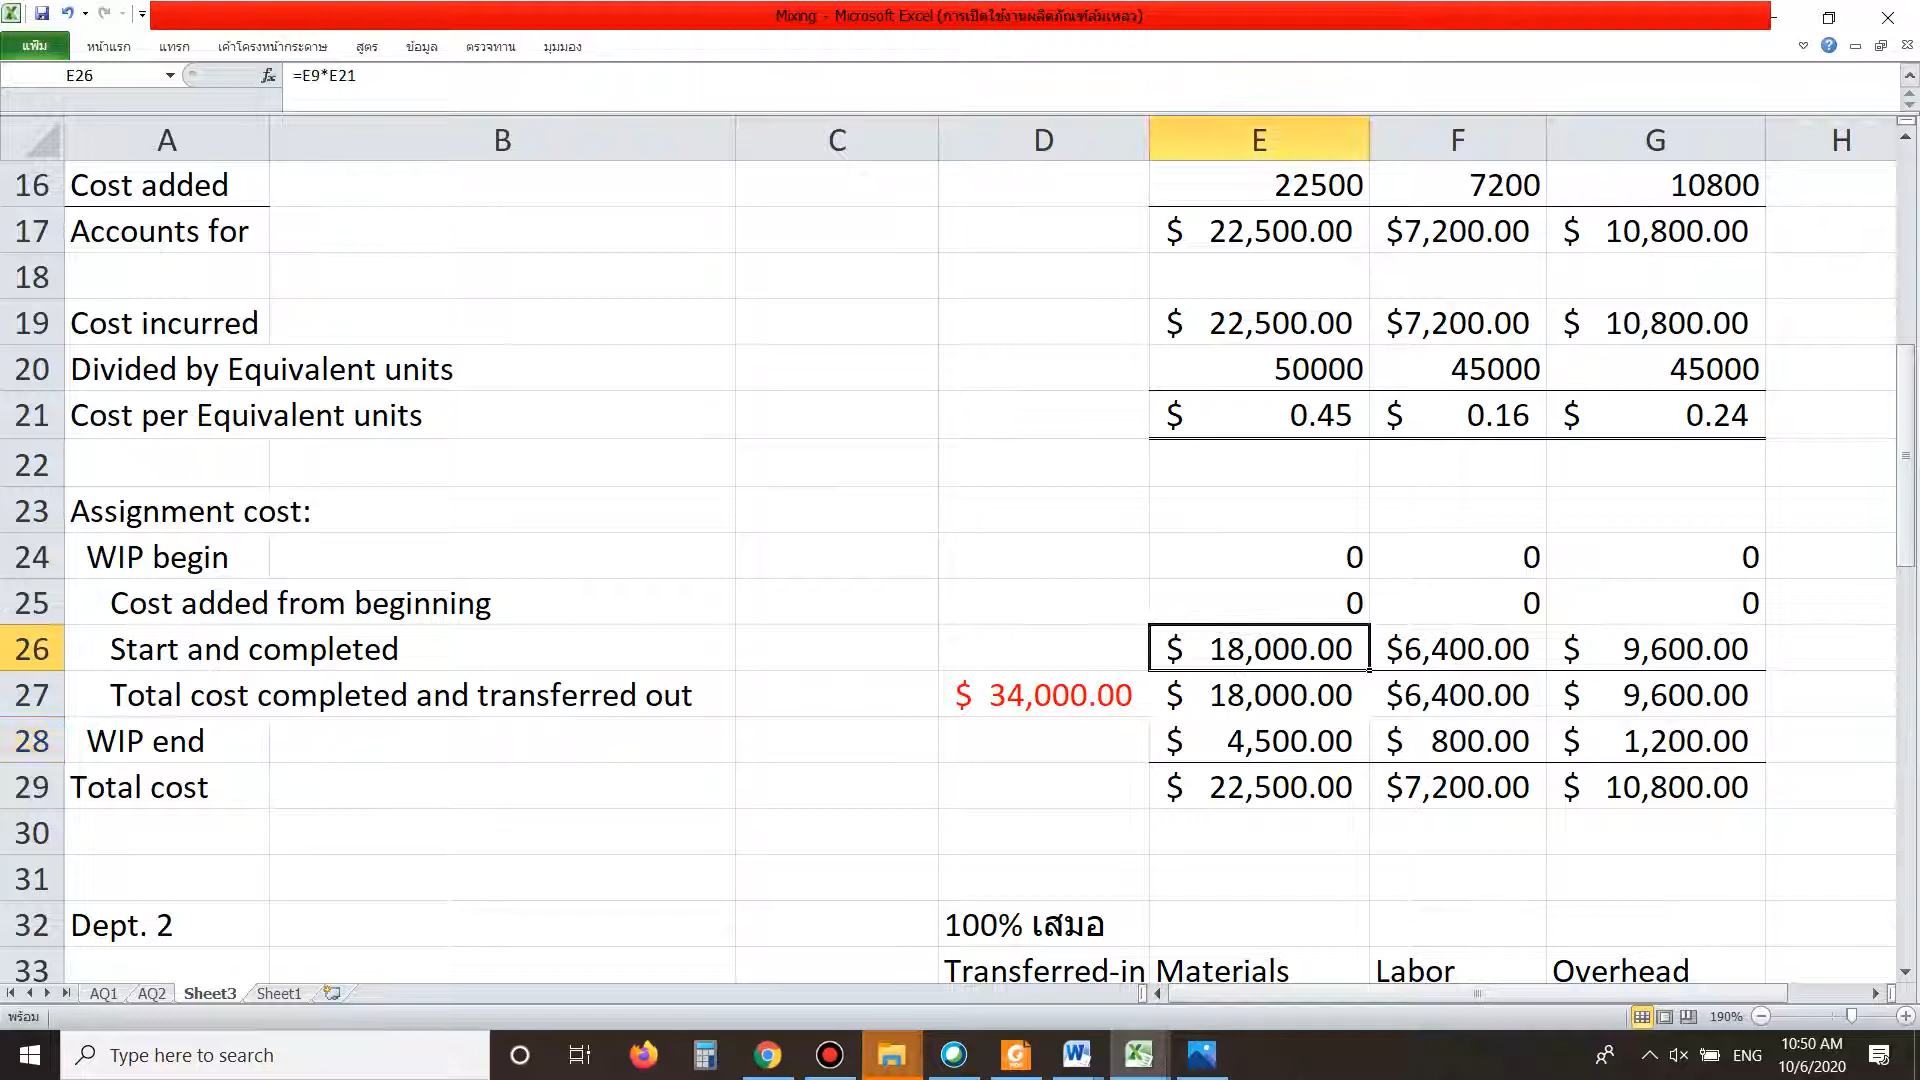 Mixing - Microsoft Excel (การเปิดใช้งานผลิตภัณฑ์ล้มเหลว)
แฟ้ม หน้าแรก แทรก เค้าโครงหน้ากระดาษ สูตร ข้อมูล ตรวจทาน มุมมอง
E26 fx =E9*E21
A B C D E F G H
16 Cost added 22500 7200 10800
17 Accounts for $ 22,500.00 $7,200.00 $ 10,800.00
18
19 Cost incurred $ 22,500.00 $7,200.00 $ 10,800.00
20 Divided by Equivalent units 50000 45000 45000
21 Cost per Equivalent units $ 0.45 $ 0.16 $ 0.24
22
23 Assignment cost:
24 WIP begin 0 0 0
25 Cost added from beginning 0 0 0
26 Start and completed $ 18,000.00 $6,400.00 $ 9,600.00
27 Total cost completed and transferred out $ 34,000.00 $ 18,000.00 $6,400.00 $ 9,600.00
28 WIP end $ 4,500.00 $ 800.00 $ 1,200.00
29 Total cost $ 22,500.00 $7,200.00 $ 10,800.00
30
31
32 Dept. 2 100% เสมอ
33 Transferred-in Materials Labor Overhead
AQ1 AQ2 Sheet3 Sheet1
พร้อม 190%
Type here to search ENG 10:50 AM
10/6/2020